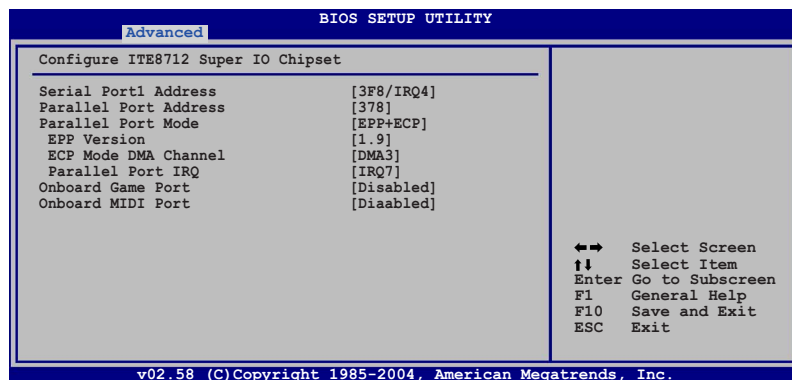 BIOS SETUP UTILITY
Advanced
Configure ITE8712 Super IO Chipset
Serial Port1 Address [3F8/IRQ4]
Parallel Port Address [378]
Parallel Port Mode [EPP+ECP]
EPP Version [1.9]
ECP Mode DMA Channel [DMA3]
Parallel Port IRQ [IRQ7]
Onboard Game Port [Disabled]
Onboard MIDI Port [Diaabled]
←→ Select Screen
↑↓ Select Item
Enter Go to Subscreen
F1 General Help
F10 Save and Exit
ESC Exit
v02.58 (C)Copyright 1985-2004, American Megatrends, Inc.